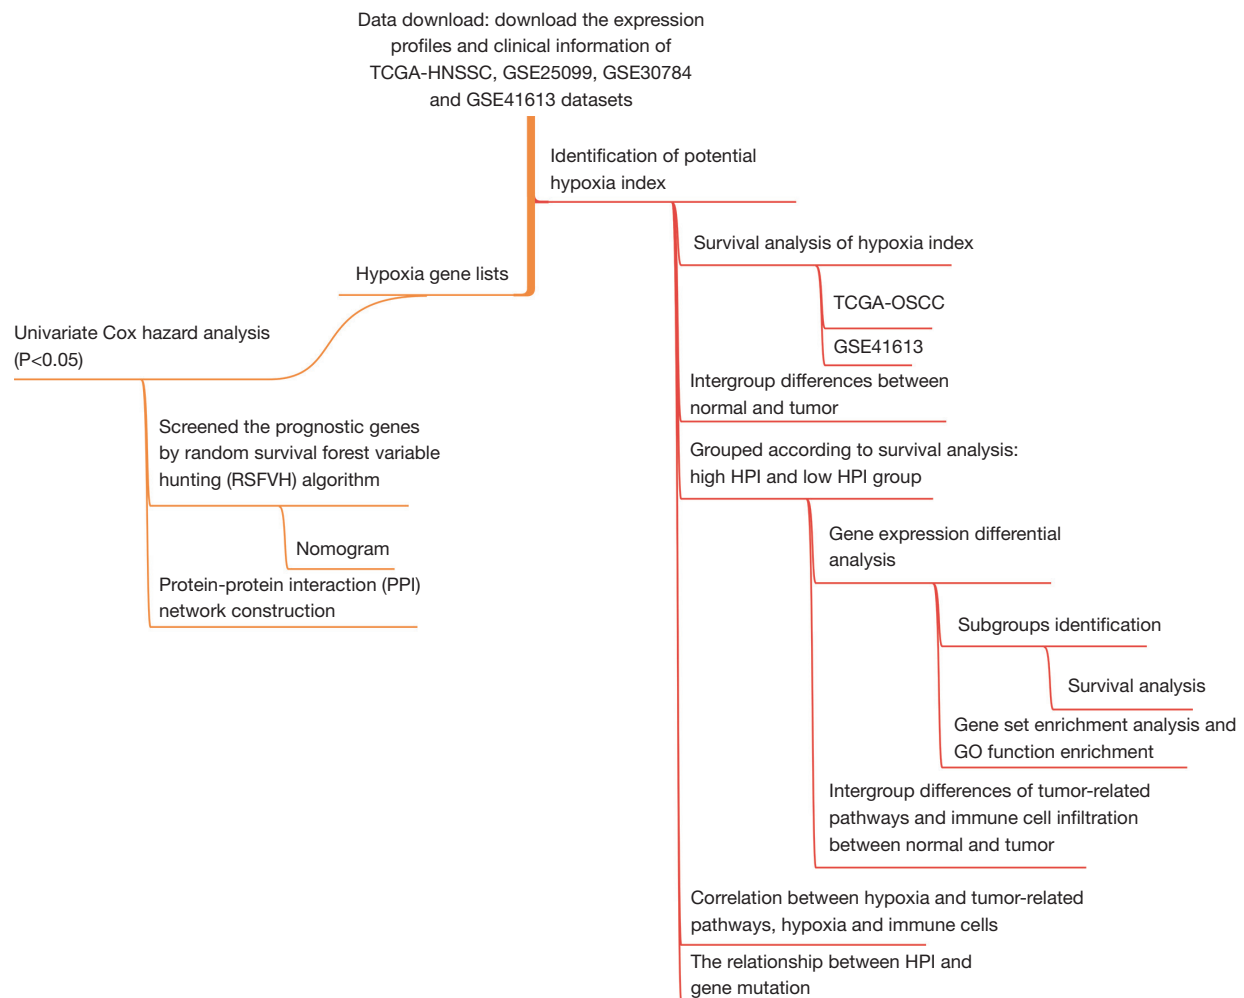 Data download: download the expression
profiles and clinical information of
TCGA-HNSSC, GSE25099, GSE30784
and GSE41613 datasets
Identification of potential
hypoxia index
Survival analysis of hypoxia index
TCGA-OSCC
GSE41613
Intergroup differences between
normal and tumor
Grouped according to survival analysis:
high HPI and low HPI group
Gene expression differential
analysis
Subgroups identification
Survival analysis
Gene set enrichment analysis and
GO function enrichment
Intergroup differences of tumor-related
pathways and immune cell infiltration
between normal and tumor
Correlation between hypoxia and tumor-related
pathways, hypoxia and immune cells
The relationship between HPI and
gene mutation
Hypoxia gene lists
Univariate Cox hazard analysis
(P<0.05)
Screened the prognostic genes
by random survival forest variable
hunting (RSFVH) algorithm
Nomogram
Protein-protein interaction (PPI)
network construction